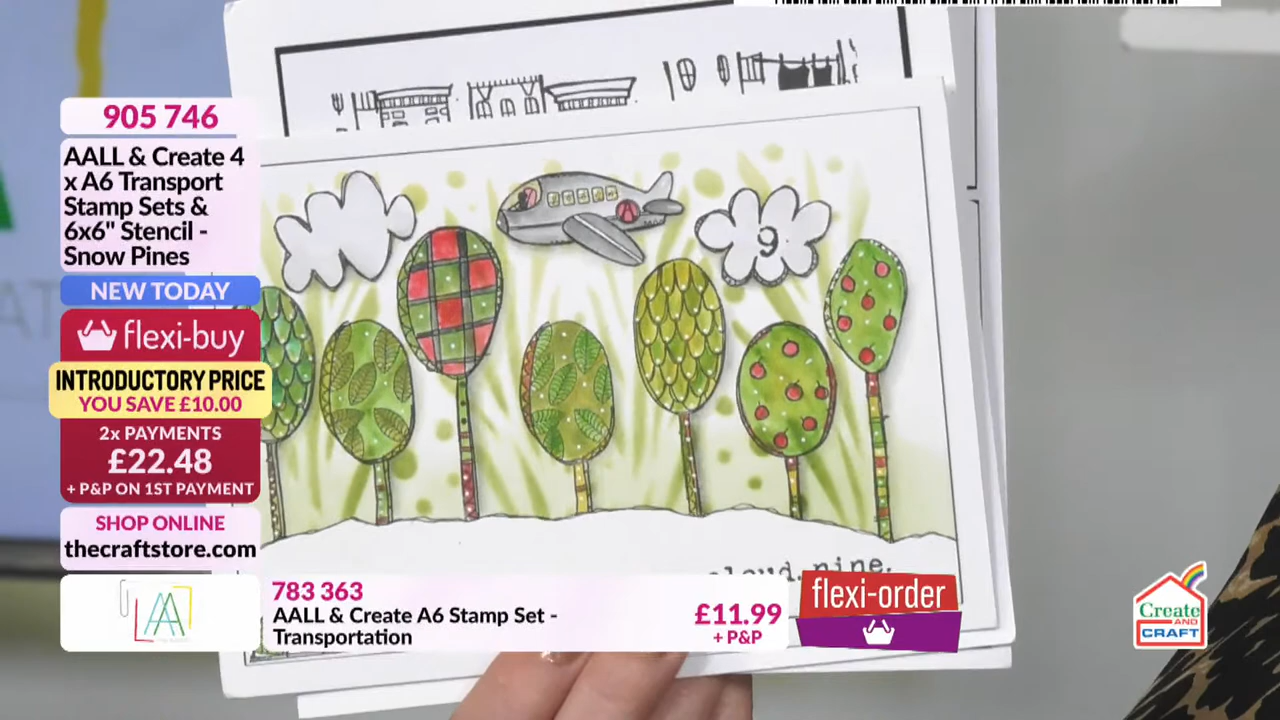 905 746
AALL & Create 4
x A6 Transport
Stamp Sets &
6x6" Stencil -
Snow Pines
NEW TODAY
flexi-buy
INTRODUCTORY PRICE
YOU SAVE £10.00
2x PAYMENTS
£22.48
+ P&P ON 1ST PAYMENT
SHOP ONLINE
thecraftstore.com
9
cloud nine.
783 363
AALL & Create A6 Stamp Set -
Transportation
£11.99
+ P&P
flexi-order
Create
AND
CRAFT